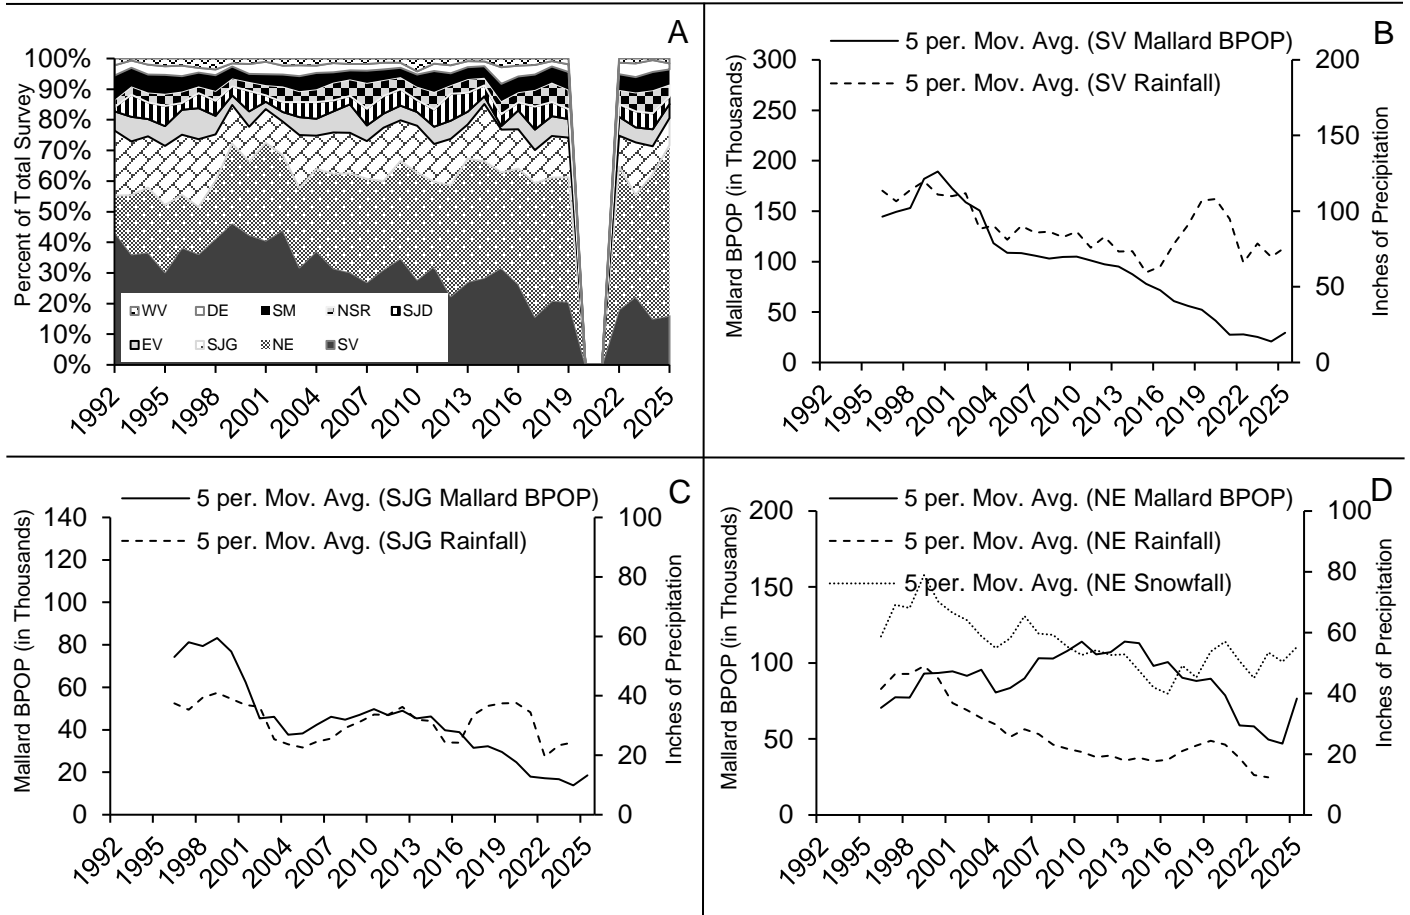 A
100%
90%
80%
70%
60%
50%
40%
30%
20%
10%
0%
Percent of Total Survey
WV DE SM NSR SJD
EV SJG NE SV
1992 1995 1998 2001 2004 2007 2010 2013 2016 2019 2022 2025
B
5 per. Mov. Avg. (SV Mallard BPOP)
5 per. Mov. Avg. (SV Rainfall)
Mallard BPOP (in Thousands)
300
250
200
150
100
50
0
200
150
100
50
0
Inches of Precipitation
1992 1995 1998 2001 2004 2007 2010 2013 2016 2019 2022 2025
C
5 per. Mov. Avg. (SJG Mallard BPOP)
5 per. Mov. Avg. (SJG Rainfall)
Mallard BPOP (in Thousands)
140
120
100
80
60
40
20
0
100
80
60
40
20
0
Inches of Precipitation
1992 1995 1998 2001 2004 2007 2010 2013 2016 2019 2022 2025
D
5 per. Mov. Avg. (NE Mallard BPOP)
5 per. Mov. Avg. (NE Rainfall)
5 per. Mov. Avg. (NE Snowfall)
Mallard BPOP (in Thousands)
200
150
100
50
0
100
80
60
40
20
0
Inches of Precipitation
1992 1995 1998 2001 2004 2007 2010 2013 2016 2019 2022 2025